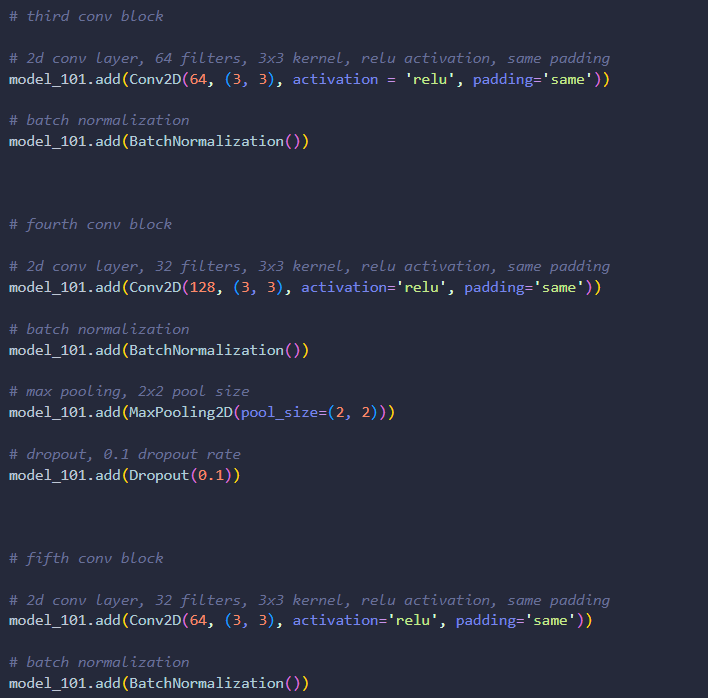 # third conv block
# 2d conv layer, 64 filters, 3x3 kernel, relu activation, same padding
model_101.add(Conv2D(64, (3, 3), activation = 'relu', padding='same'))
# batch normalization
model_101.add(BatchNormalization())
# fourth conv block
# 2d conv layer, 32 filters, 3x3 kernel, relu activation, same padding
model_101.add(Conv2D(128, (3, 3), activation='relu', padding='same'))
# batch normalization
model_101.add(BatchNormalization())
# max pooling, 2x2 pool size
model_101.add(MaxPooling2D(pool_size=(2, 2)))
# dropout, 0.1 dropout rate
model_101.add(Dropout(0.1))
# fifth conv block
# 2d conv layer, 32 filters, 3x3 kernel, relu activation, same padding
model_101.add(Conv2D(64, (3, 3), activation='relu', padding='same'))
# batch normalization
model_101.add(BatchNormalization())